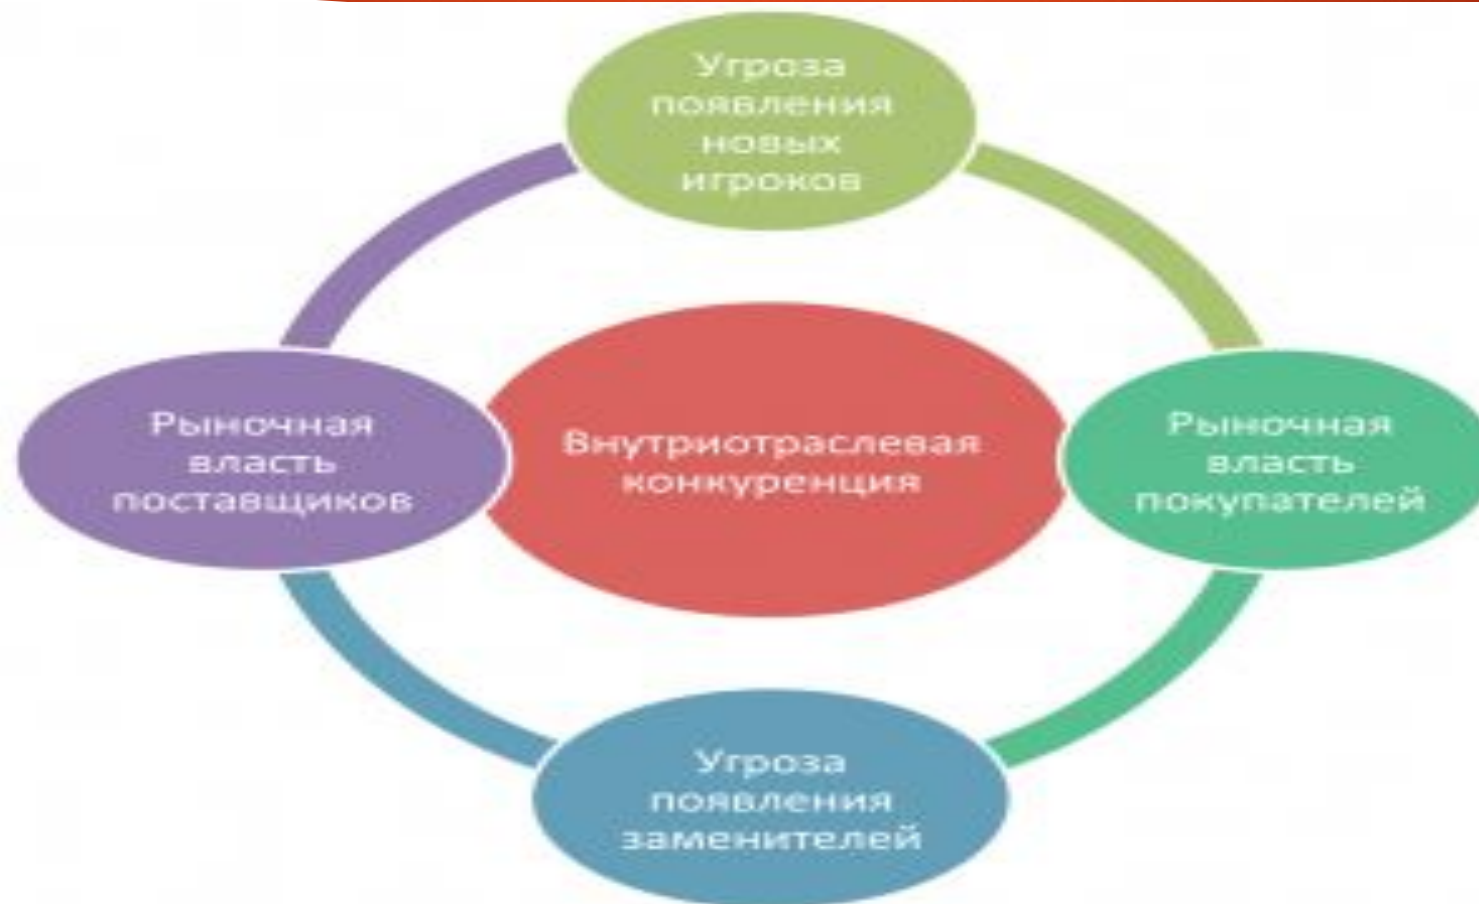 Угроза
появления
новых
игроков
Рыночная
власть
поставщиков
Внутриотраслевая
конкуренция
Рыночная
власть
покупателей
Угроза
появления
заменителей